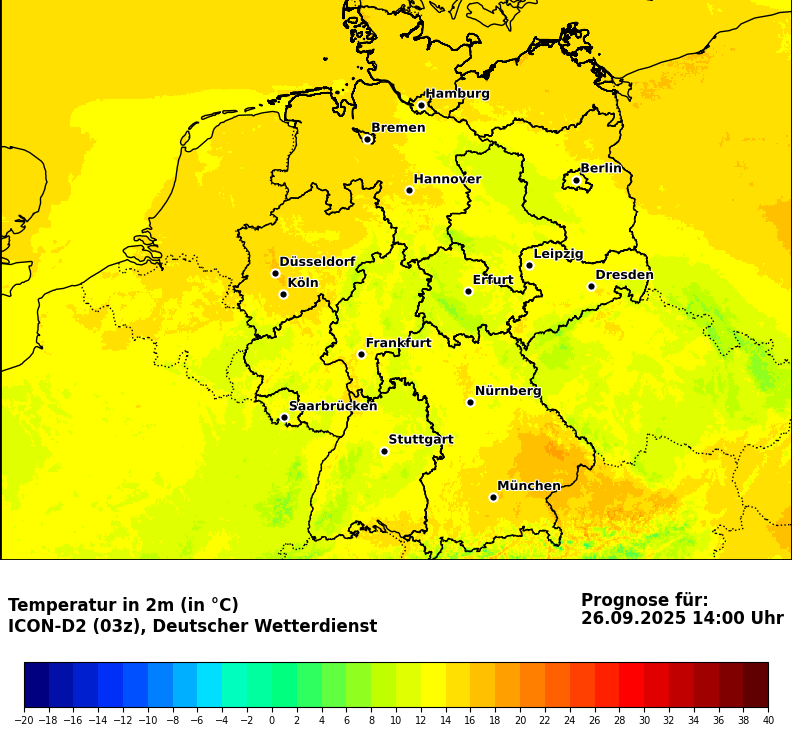 Hamburg
Bremen
Berlin
Hannover
Leipzig
Düsseldorf
Dresden
Erfurt
Köln
Frankfurt
Nürnberg
Saarbrücken
Stuttgart
München
Temperatur in 2m (in °C)
ICON-D2 (03z), Deutscher Wetterdienst
Prognose für:
26.09.2025 14:00 Uhr
−20 −18 −16 −14 −12 −10 −8 −6 −4 −2 0 2 4 6 8 10 12 14 16 18 20 22 24 26 28 30 32 34 36 38 40